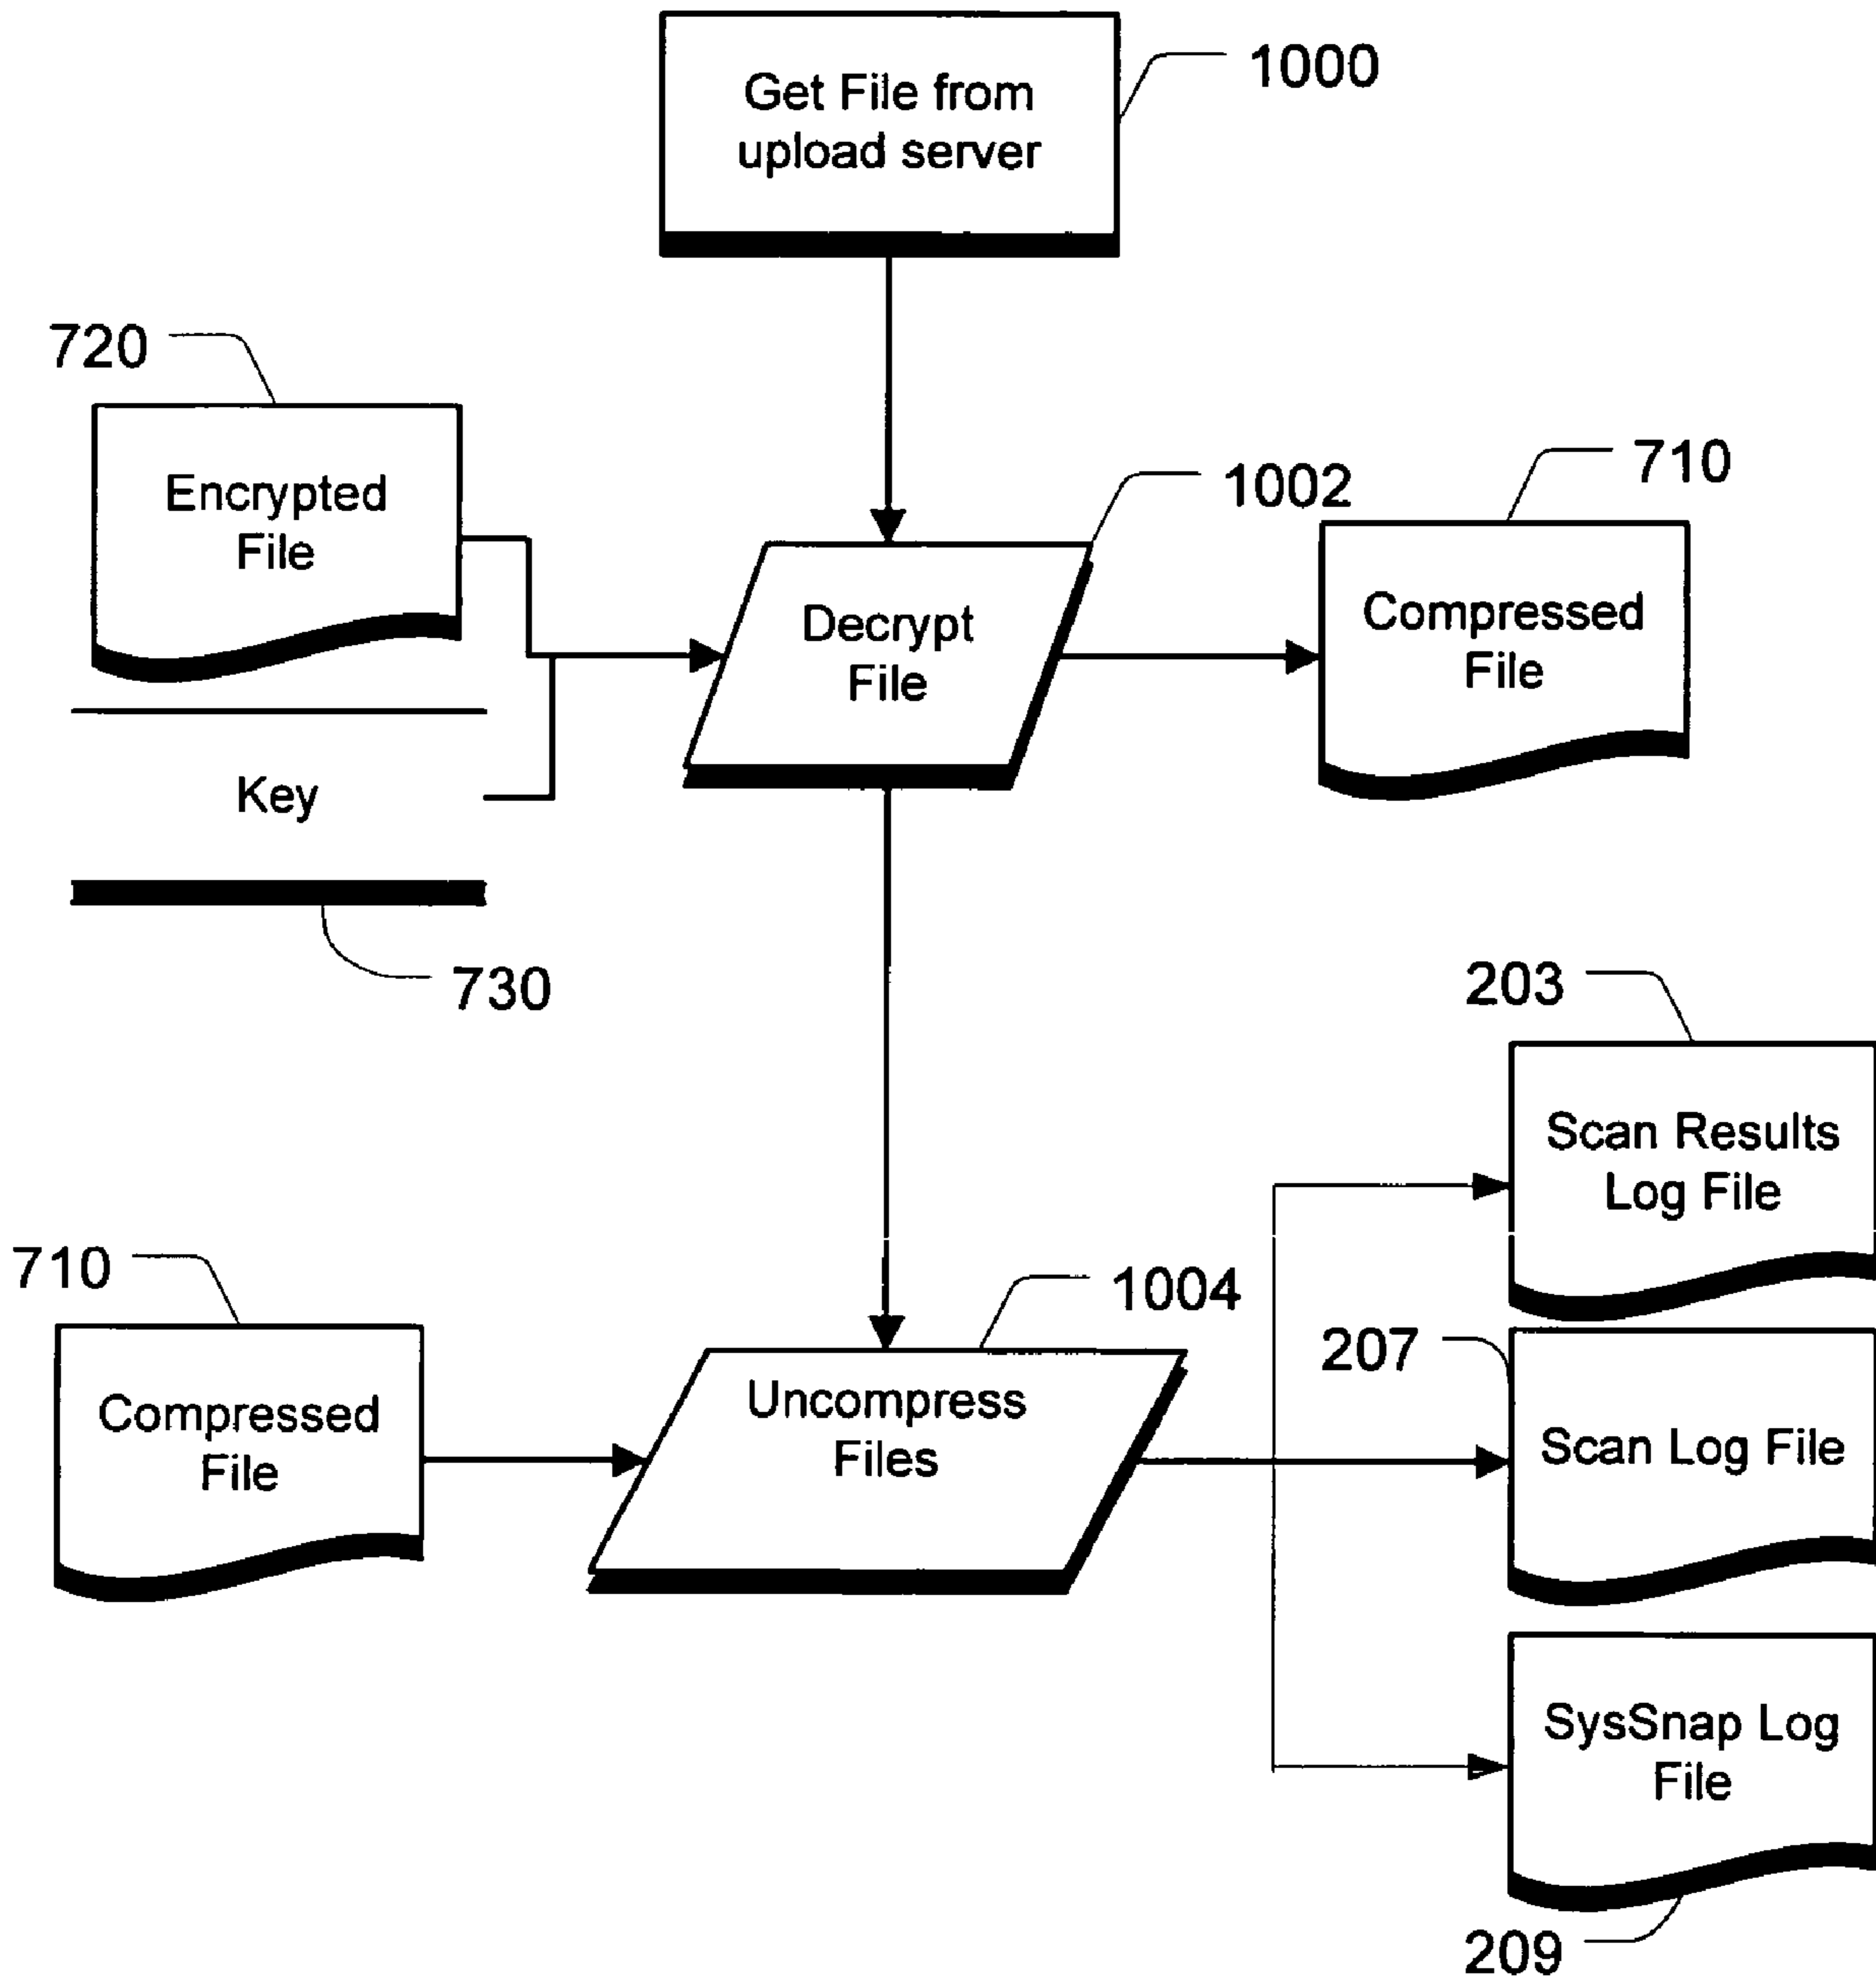 1000
Get File from
upload server
720
Encrypted
File
1002
710
Decrypt
File
Compressed
File
Key
730
203
Scan Results
Log File
710
1004
207
Compressed
File
Uncompress
Files
Scan Log File
SysSnap Log
File
209